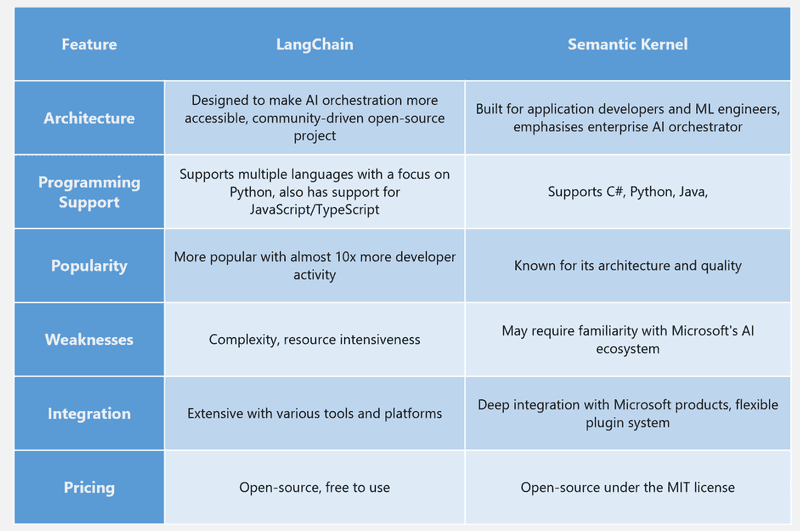 Feature
LangChain
Semantic Kernel
Architecture
Designed to make AI orchestration more
accessible, community-driven open-source
project
Built for application developers and ML engineers,
emphasises enterprise AI orchestrator
Programming
Support
Supports multiple languages with a focus on
Python, also has support for
JavaScript/TypeScript
Supports C#, Python, Java,
Popularity
More popular with almost 10x more developer
activity
Known for its architecture and quality
Weaknesses
Complexity, resource intensiveness
May require familiarity with Microsoft's AI
ecosystem
Integration
Extensive with various tools and platforms
Deep integration with Microsoft products, flexible
plugin system
Pricing
Open-source, free to use
Open-source under the MIT license